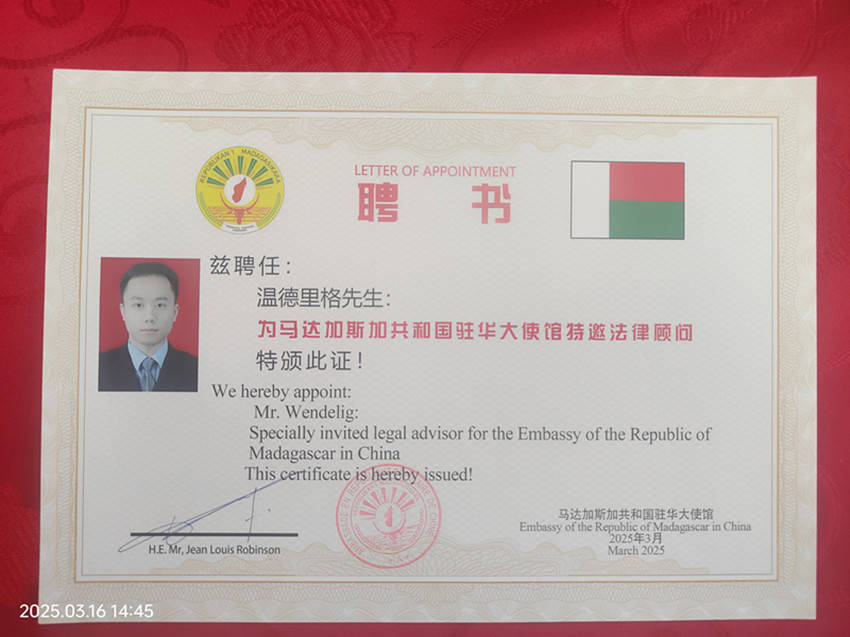 REPOBLIKAN'I MADAGASIKARA
LETTER OF APPOINTMENT
聘 书
兹聘任：
温德里格先生：
为马达加斯加共和国驻华大使馆特邀法律顾问
特颁此证！
We hereby appoint:
Mr. Wendelig:
Specially invited legal advisor for the Embassy of the Republic of
Madagascar in China
This certificate is hereby issued!
H.E. Mr, Jean Louis Robinson
马达加斯加共和国驻华大使馆
Embassy of the Republic of Madagascar in China
2025年3月
March 2025
2025.03.16 14:45